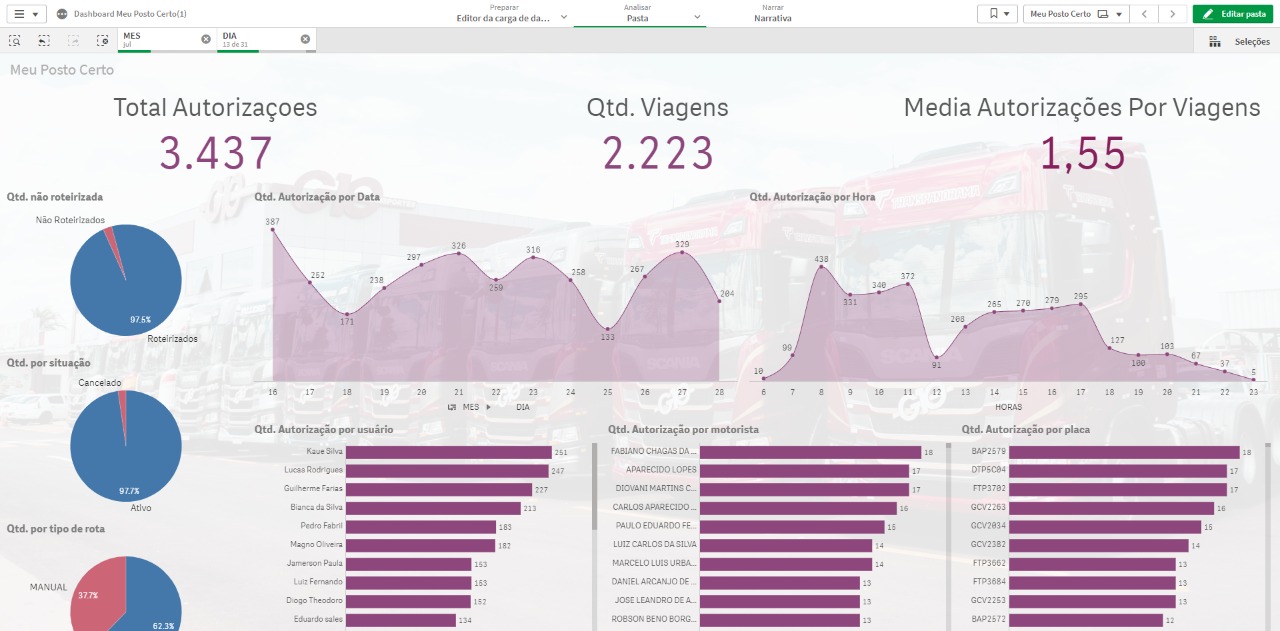 Dashboard Meu Posto Certo(1)
Preparar
Editor da carga de da...
Analisar
Pasta
Narrar
Narrativa
Meu Posto Certo
Editar pasta
MES
jul
DIA
13 de 31
Seleções
Meu Posto Certo
Total Autorizaçoes
3.437
Qtd. Viagens
2.223
Media Autorizações Por Viagens
1,55
Qtd. não roteirizada
Não Roteirizados
97.5%
Roteirizados
Qtd. por situação
Cancelado
97.7%
Ativo
Qtd. por tipo de rota
MANUAL
37.7%
62.3%
Qtd. Autorização por Data
387 252 171 238 297 326 259 316 258 133 267 329 204
16 17 18 19 20 21 22 23 24 25 26 27 28
MES DIA
Qtd. Autorização por Hora
10 99 438 331 340 372 91 208 265 270 279 295 127 100 103 67 37 5
6 7 8 9 10 11 12 13 14 15 16 17 18 19 20 21 22 23
HORAS
Qtd. Autorização por usuário
Kaue Silva 251
Lucas Rodrigues 247
Guilherme Farias 227
Bianca da Silva 213
Pedro Fabril 183
Magno Oliveira 182
Jamerson Paula 153
Luiz Fernando 153
Diogo Theodoro 152
Eduardo sales 134
Qtd. Autorização por motorista
FABIANO CHAGAS DA ... 18
APARECIDO LOPES 17
DIOVANI MARTINS C... 17
CARLOS APARECIDO ... 16
PAULO EDUARDO FE... 15
LUIZ CARLOS DA SILVA 14
MARCELO LUIS URBA... 14
DANIEL ARCANJO DE ... 13
JOSE LEANDRO DE A... 13
ROBSON BENO BORG... 13
Qtd. Autorização por placa
BAP2579 18
DTP5C04 17
FTP3702 17
GCV2263 16
GCV2034 15
GCV2382 14
FTP3662 13
FTP3684 13
GCV2253 13
BAP2572 12